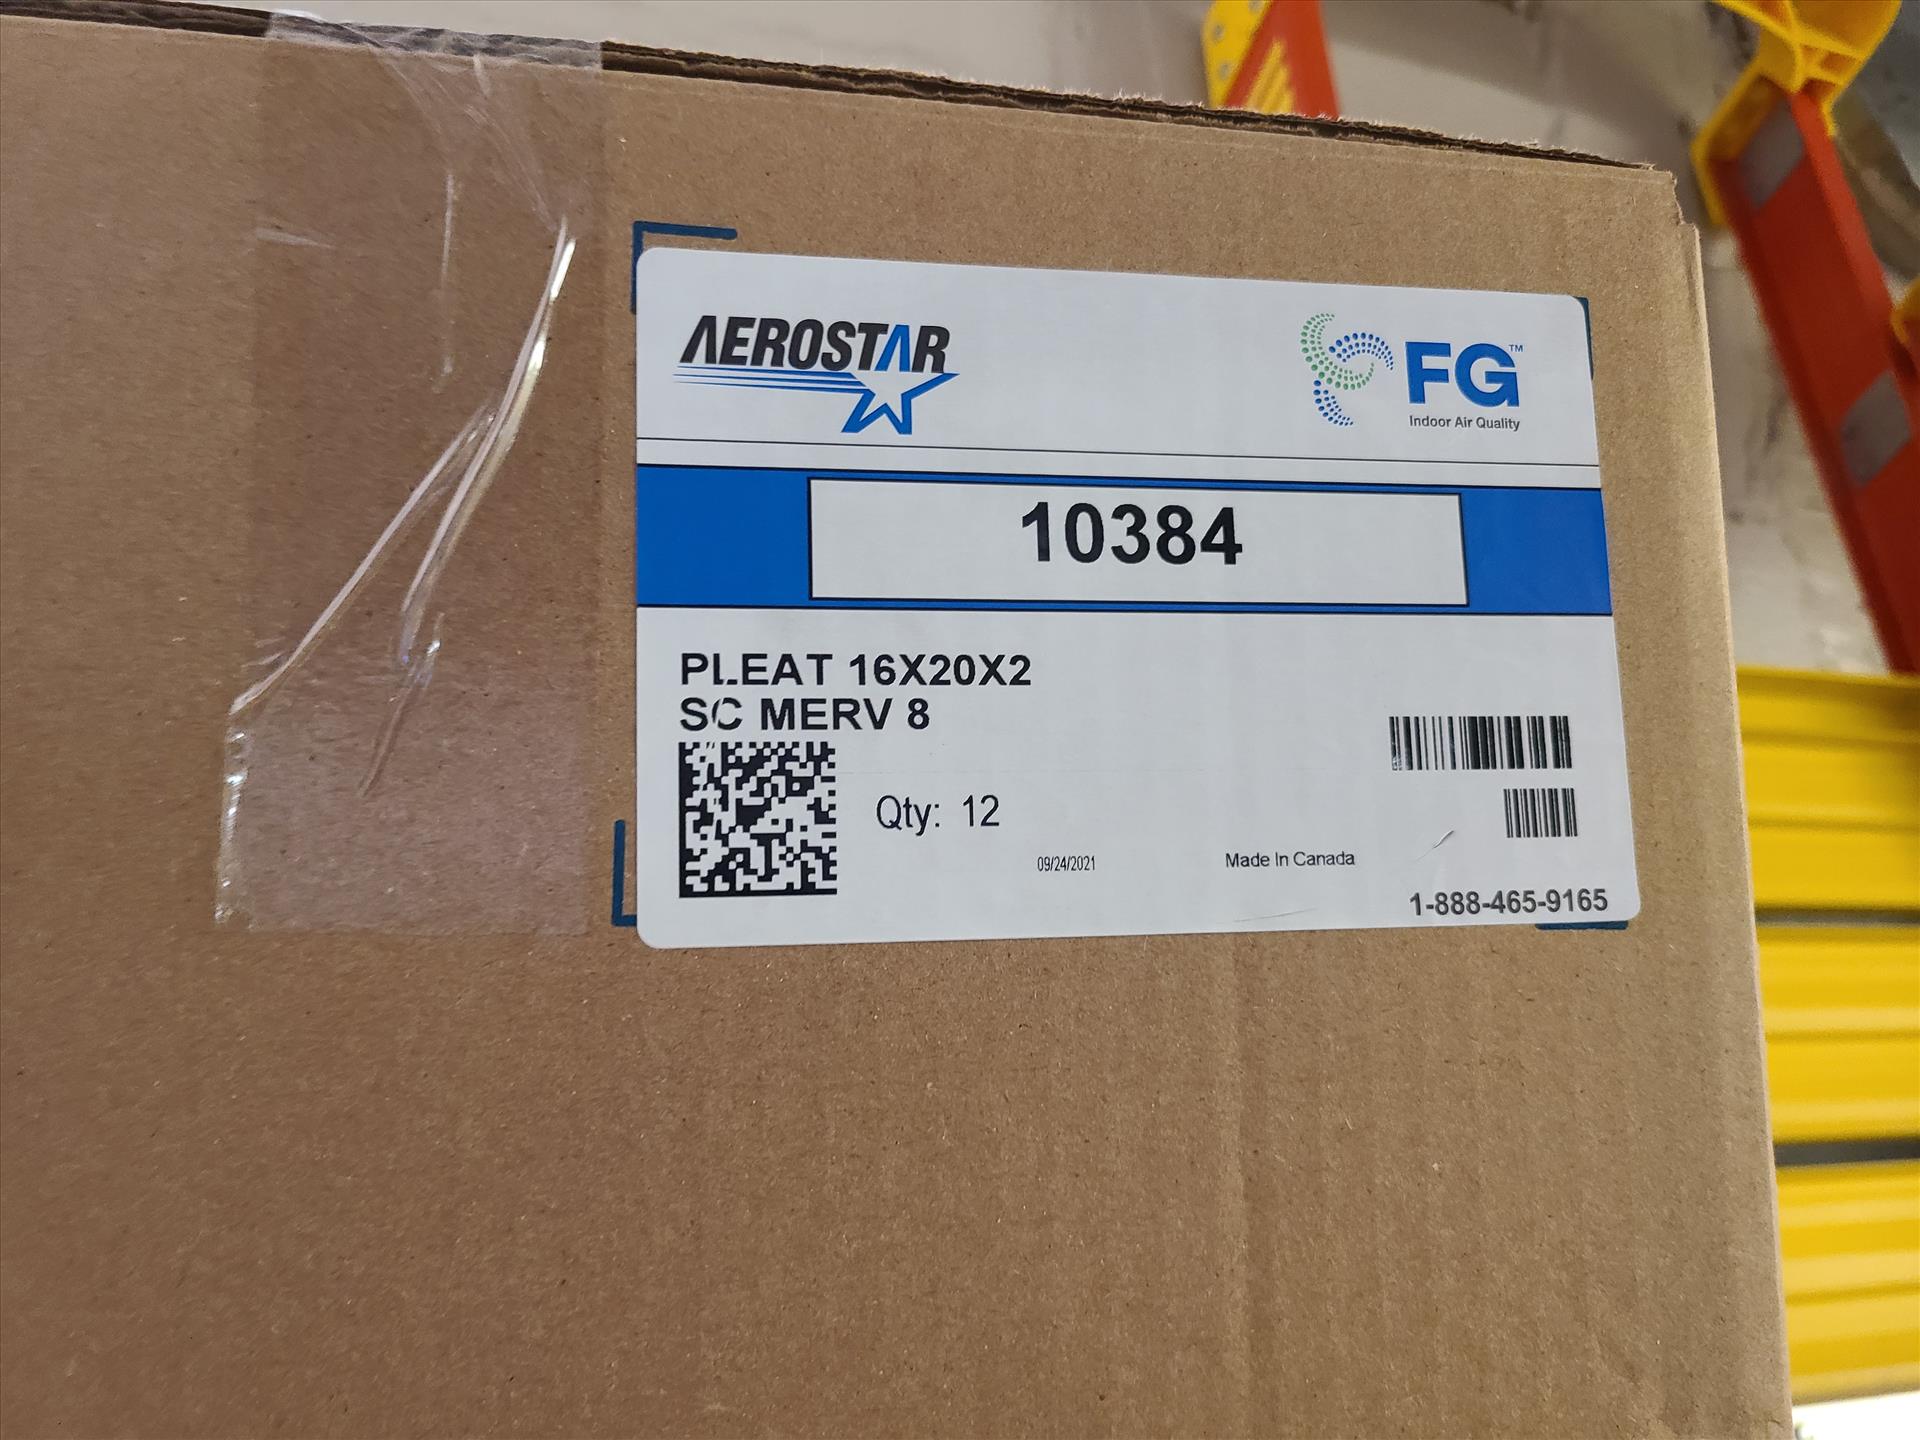 AEROSTAR
FG™
Indoor Air Quality
10384
PLEAT 16X20X2
SC MERV 8
Qty: 12
09/24/2021
Made In Canada
1-888-465-9165